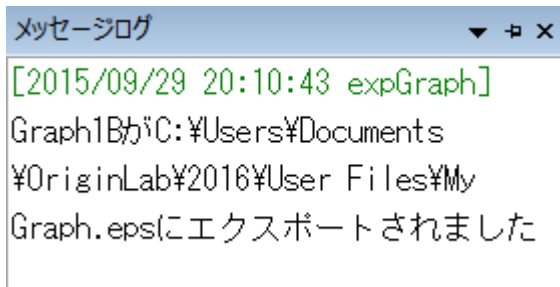 メッセージログ
[2015/09/29 20:10:43 expGraph]
Graph1BがC:¥Users¥Documents
¥OriginLab¥2016¥User Files¥My
Graph.epsにエクスポートされました